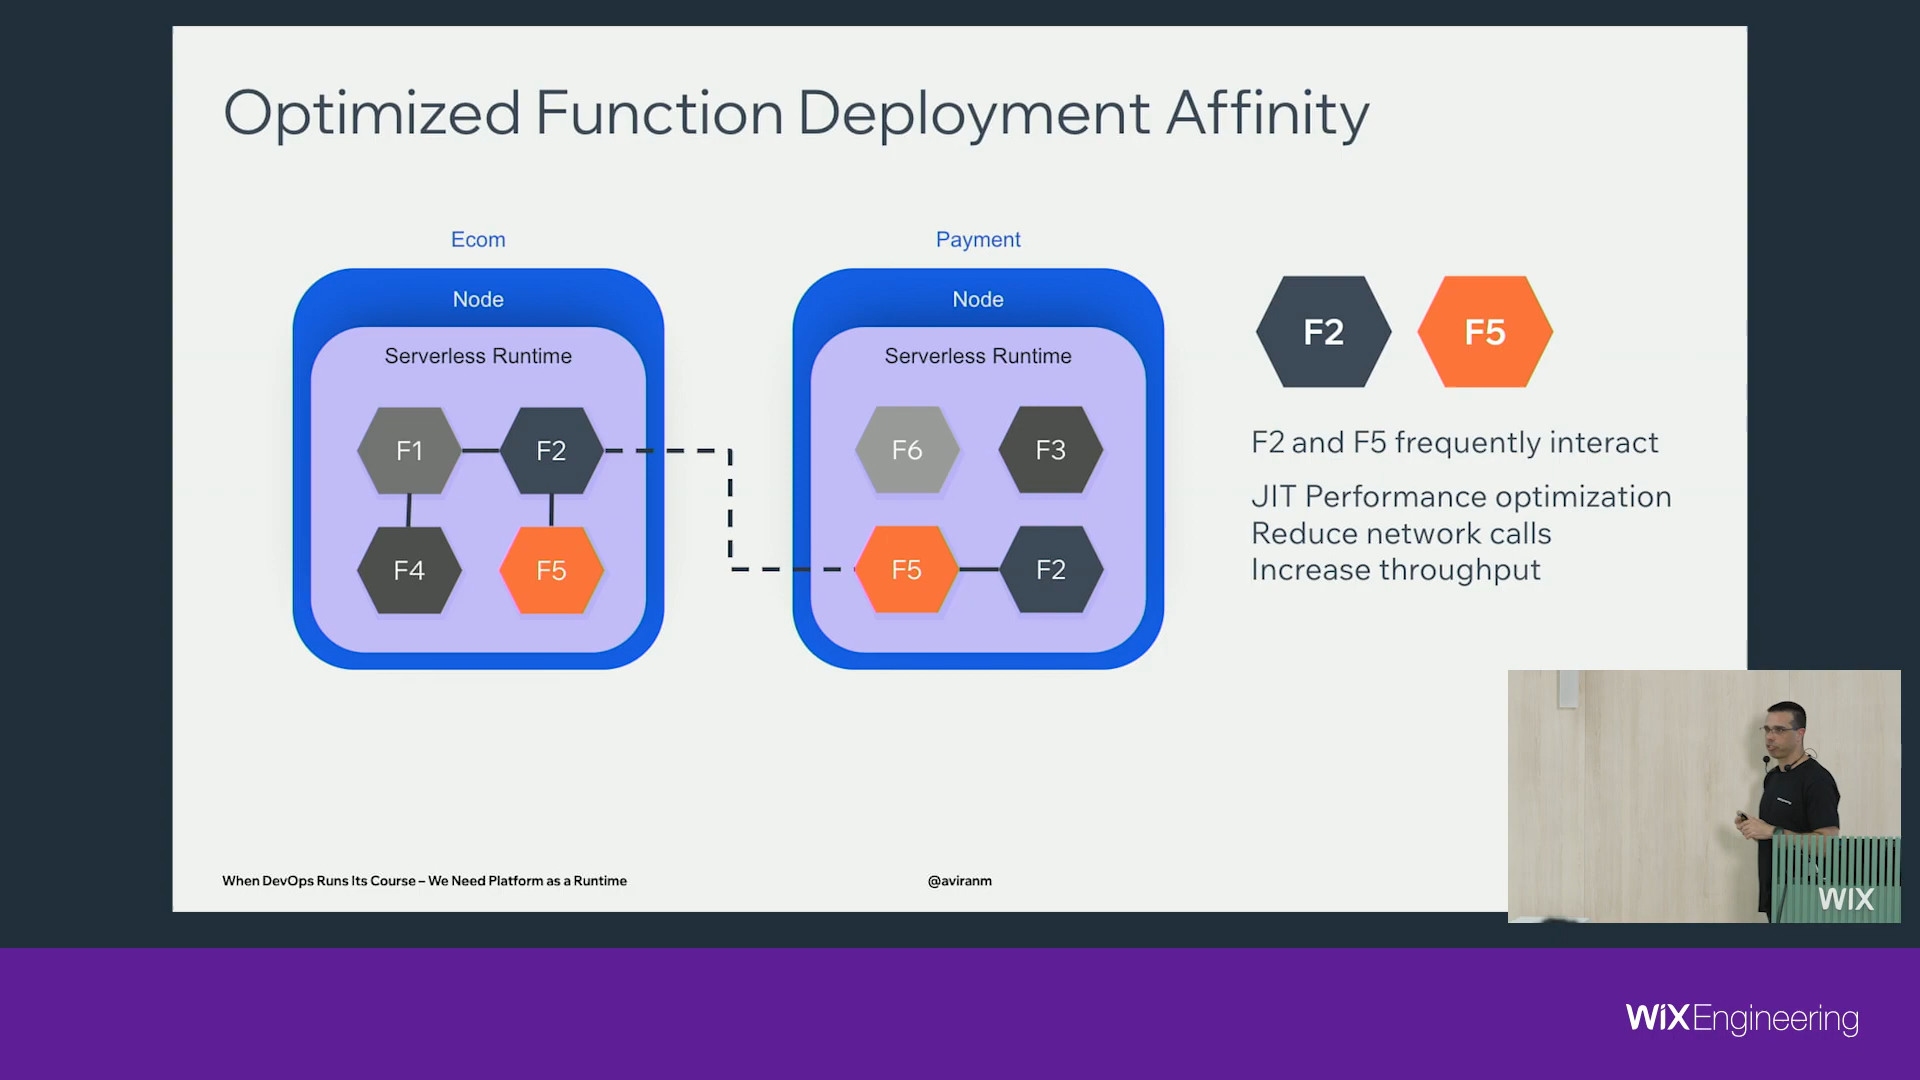 Optimized Function Deployment Affinity
Ecom
Node
Serverless Runtime
F1
F2
F4
F5
Payment
Node
Serverless Runtime
F6
F3
F5
F2
F2
F5
F2 and F5 frequently interact
JIT Performance optimization
Reduce network calls
Increase throughput
When DevOps Runs Its Course – We Need Platform as a Runtime
@aviranm
WIX
WiX Engineering